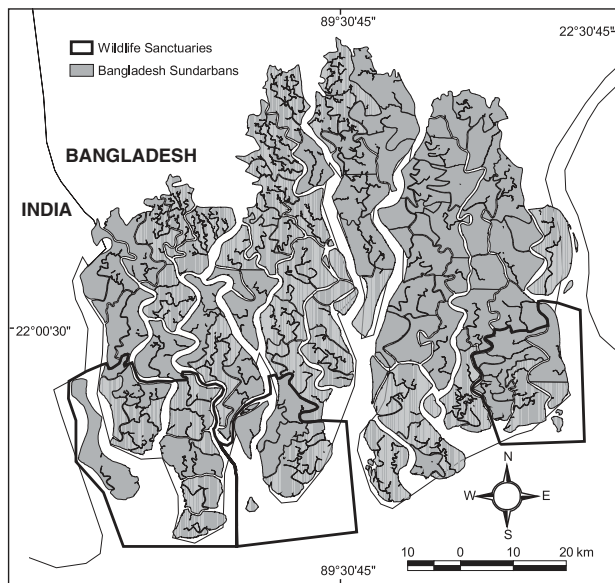 89°30'45"
22°30'45"
Wildlife Sanctuaries
Bangladesh Sundarbans
BANGLADESH
INDIA
22°00'30"
N
W E
S
10 0 10 20 km
89°30'45"